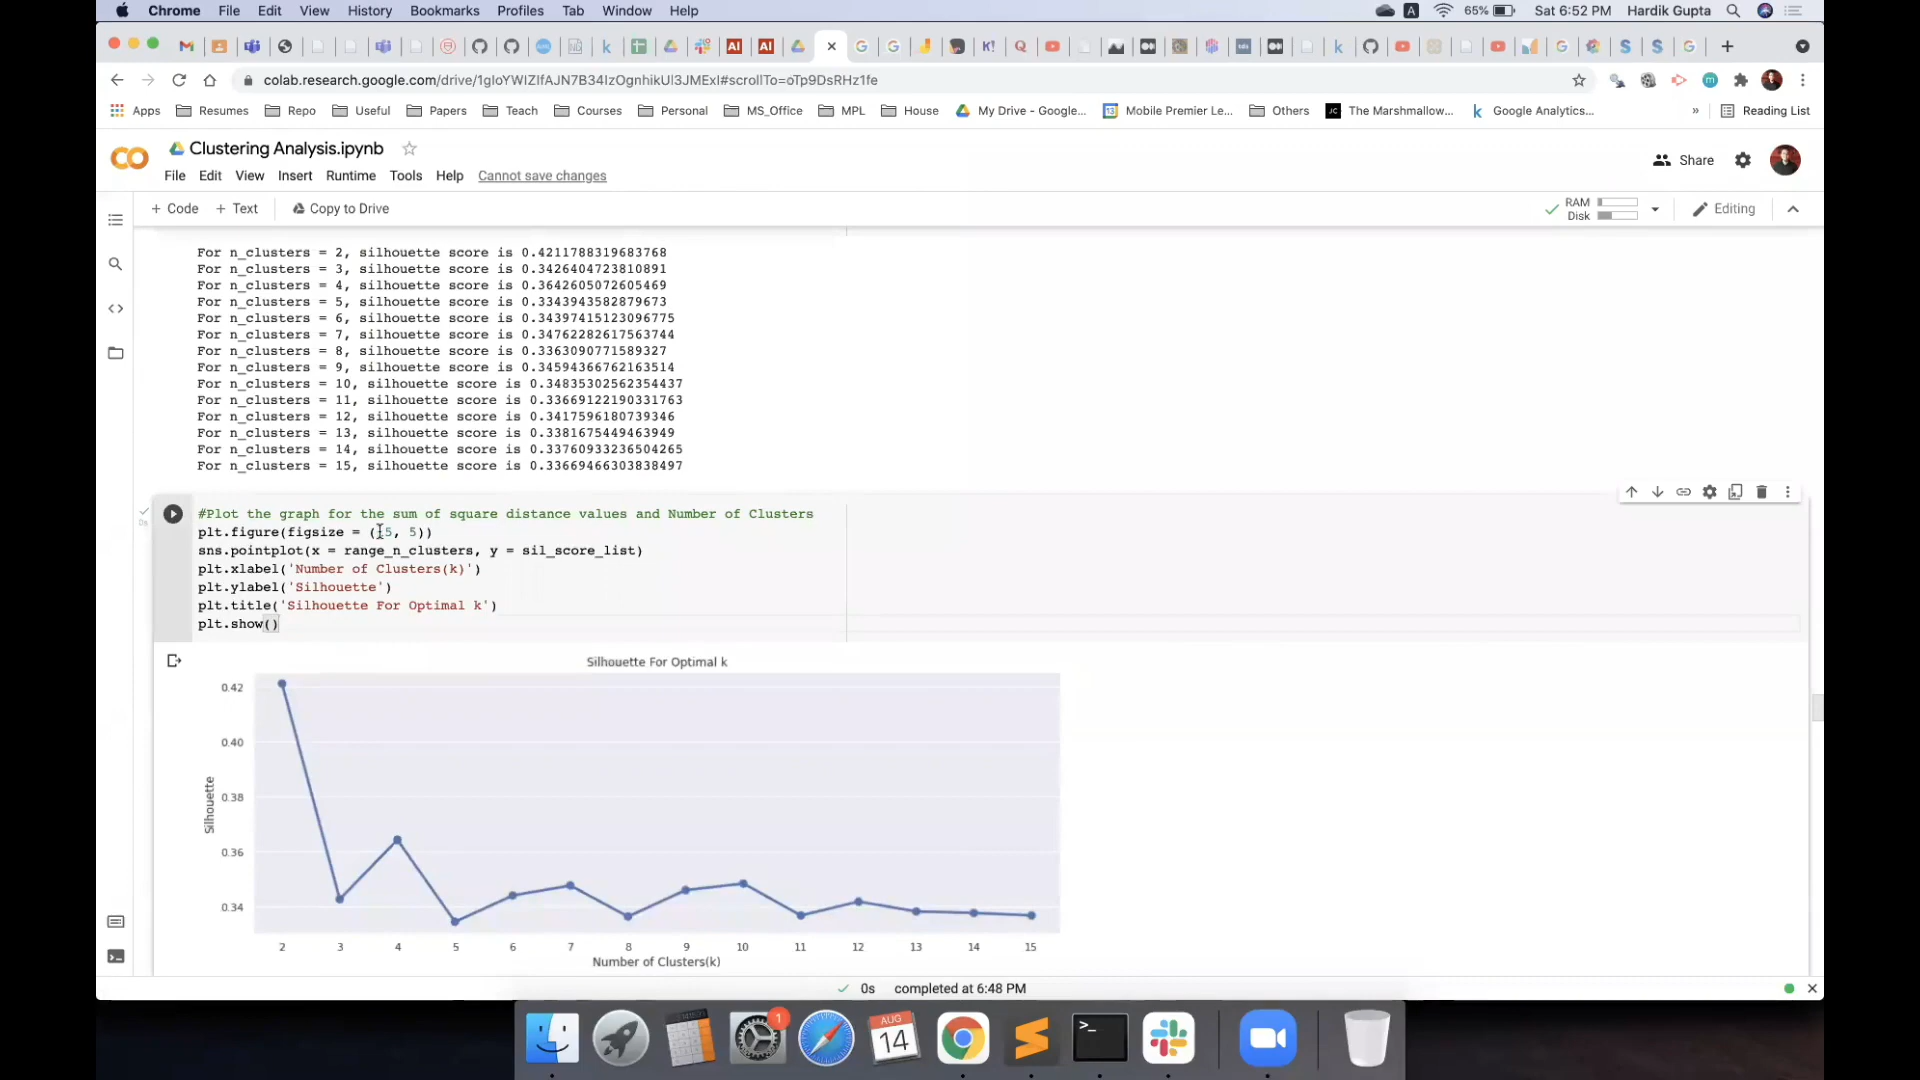 Chrome File Edit View History Bookmarks Profiles Tab Window Help
65% Sat 6:52 PM Hardik Gupta
colab.research.google.com/drive/1gIoYWIZIfAJN7B34IzOgnhikUl3JMExI#scrollTo=oTp9DsRHz1fe
Apps Resumes Repo Useful Papers Teach Courses Personal MS_Office MPL House My Drive - Google... Mobile Premier Le... Others The Marshmallow... Google Analytics... » Reading List
Clustering Analysis.ipynb
Share
File Edit View Insert Runtime Tools Help Cannot save changes
+ Code + Text Copy to Drive
RAM
Disk
Editing
For n_clusters = 2, silhouette score is 0.4211788319683768
For n_clusters = 3, silhouette score is 0.3426404723810891
For n_clusters = 4, silhouette score is 0.3642605072605469
For n_clusters = 5, silhouette score is 0.3343943582879673
For n_clusters = 6, silhouette score is 0.34397415123096775
For n_clusters = 7, silhouette score is 0.34762282617563744
For n_clusters = 8, silhouette score is 0.3363090771589327
For n_clusters = 9, silhouette score is 0.34594366762163514
For n_clusters = 10, silhouette score is 0.34835302562354437
For n_clusters = 11, silhouette score is 0.33669122190331763
For n_clusters = 12, silhouette score is 0.3417596180739346
For n_clusters = 13, silhouette score is 0.3381675449463949
For n_clusters = 14, silhouette score is 0.33760933236504265
For n_clusters = 15, silhouette score is 0.33669466303838497
#Plot the graph for the sum of square distance values and Number of Clusters
plt.figure(figsize = (15, 5))
sns.pointplot(x = range_n_clusters, y = sil_score_list)
plt.xlabel('Number of Clusters(k)')
plt.ylabel('Silhouette')
plt.title('Silhouette For Optimal k')
plt.show()
0s
Silhouette For Optimal k
0.42
0.40
0.38
0.36
0.34
Silhouette
2 3 4 5 6 7 8 9 10 11 12 13 14 15
Number of Clusters(k)
0s completed at 6:48 PM
1
AUG
14